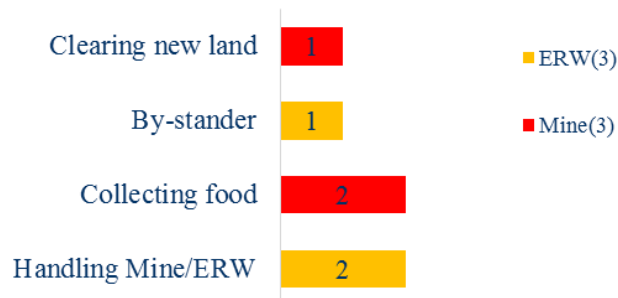 Clearing new land
1
By-stander
1
Collecting food
2
Handling Mine/ERW
2
ERW(3)
Mine(3)